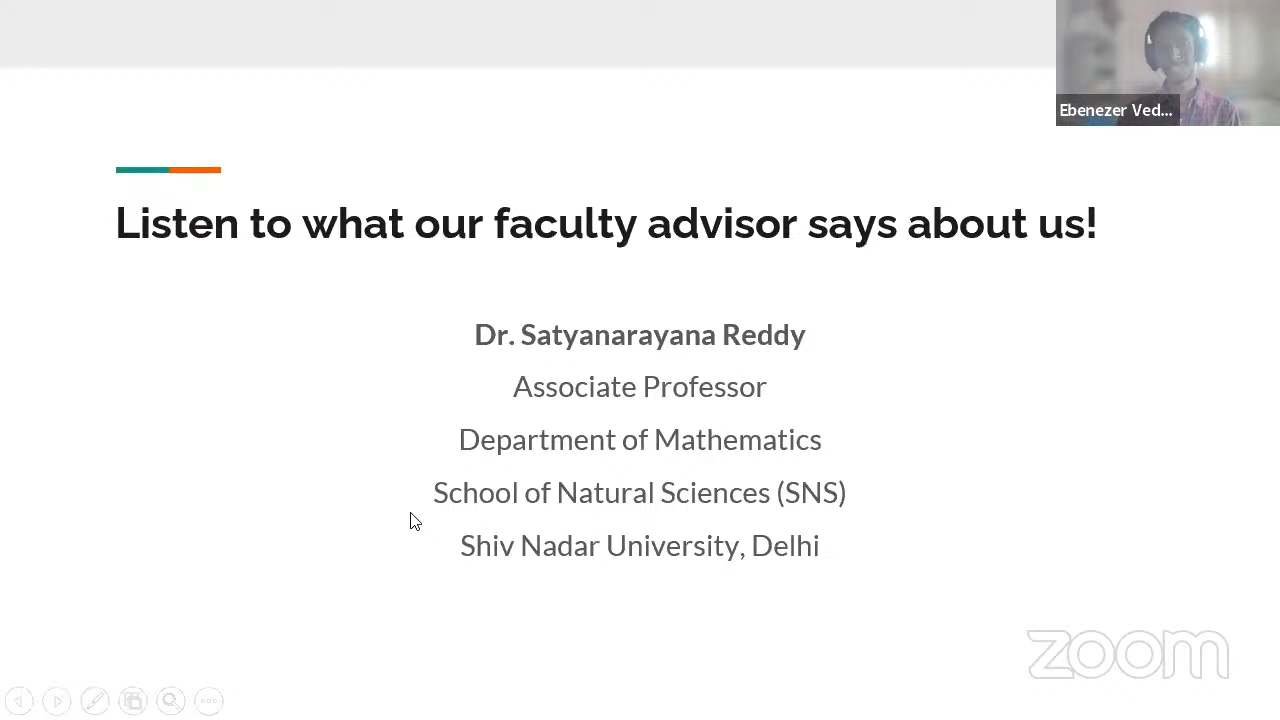 Ebenezer Ved...
Listen to what our faculty advisor says about us!
Dr. Satyanarayana Reddy
Associate Professor
Department of Mathematics
School of Natural Sciences (SNS)
Shiv Nadar University, Delhi
zoom